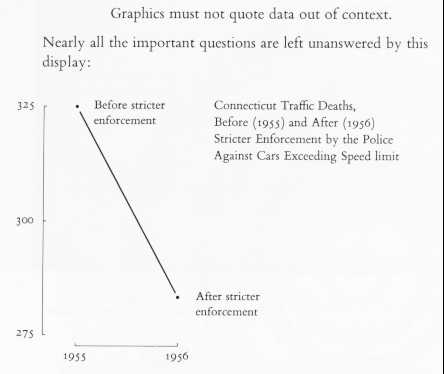 Graphics must not quote data out of context.
Nearly all the important questions are left unanswered by this
display:
325
Before stricter
enforcement
Connecticut Traffic Deaths,
Before (1955) and After (1956)
Stricter Enforcement by the Police
Against Cars Exceeding Speed limit
300
After stricter
enforcement
275
1955
1956